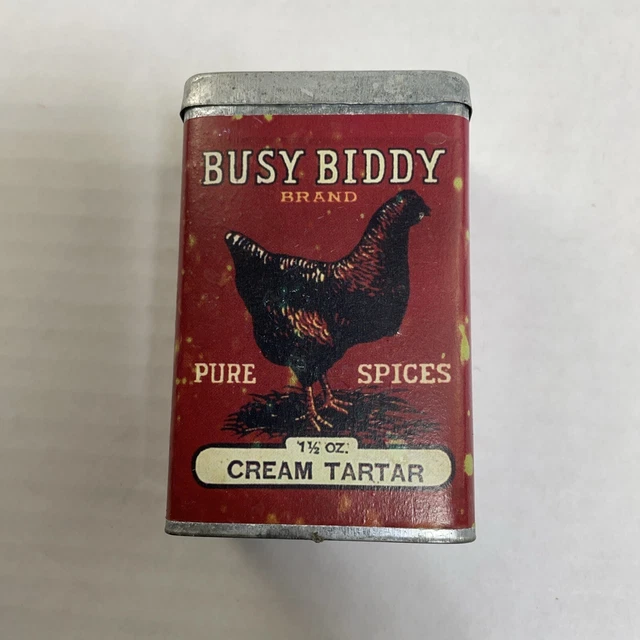 BUSY BIDDY
BRAND
PURE SPICES
1½ OZ.
CREAM TARTAR